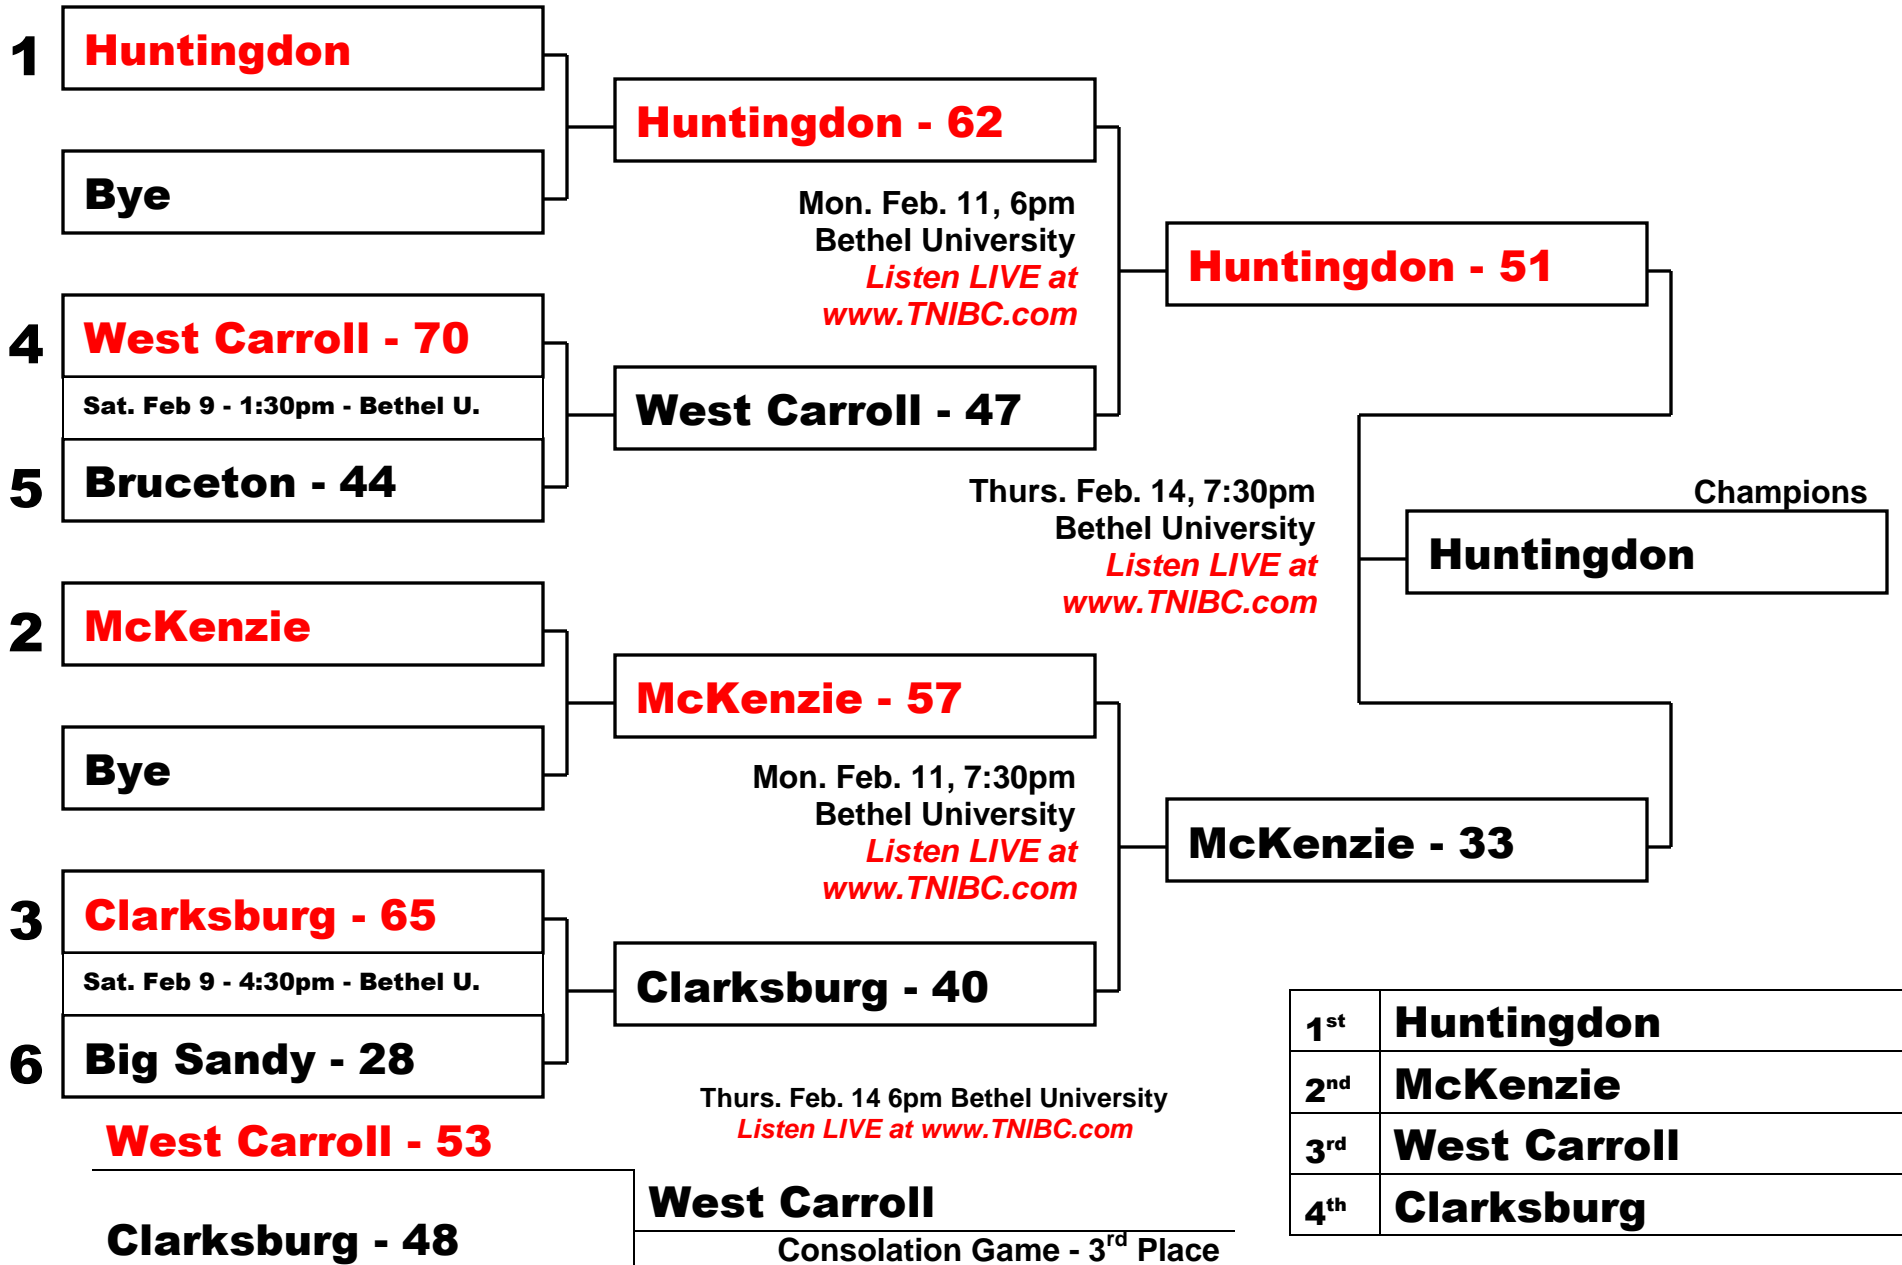 1
Huntingdon
Bye
4
West Carroll - 70
Sat. Feb 9 - 1:30pm - Bethel U.
5
Bruceton - 44
2
McKenzie
Bye
3
Clarksburg - 65
Sat. Feb 9 - 4:30pm - Bethel U.
6
Big Sandy - 28
Huntingdon - 62
Mon. Feb. 11, 6pm
Bethel University
Listen LIVE at
www.TNIBC.com
West Carroll - 47
McKenzie - 57
Mon. Feb. 11, 7:30pm
Bethel University
Listen LIVE at
www.TNIBC.com
Clarksburg - 40
Huntingdon - 51
Thurs. Feb. 14, 7:30pm
Bethel University
Listen LIVE at
www.TNIBC.com
McKenzie - 33
Champions
Huntingdon
West Carroll - 53
Clarksburg - 48
Thurs. Feb. 14 6pm Bethel University
Listen LIVE at www.TNIBC.com
West Carroll
Consolation Game - 3rd Place
1st Huntingdon
2nd McKenzie
3rd West Carroll
4th Clarksburg